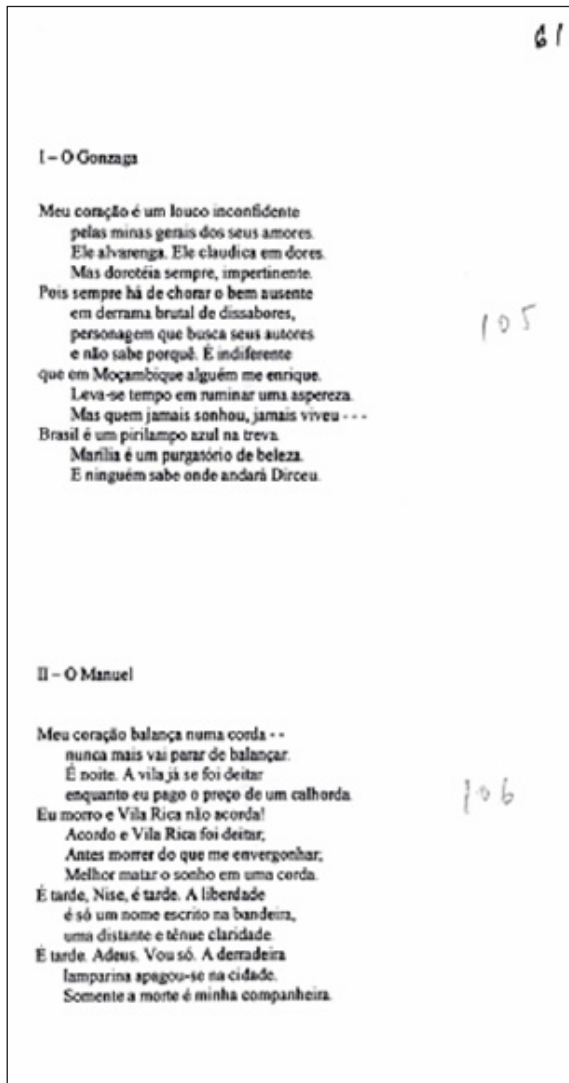 61
I – O Gonzaga
Meu coração é um louco inconfidente
pelas minas gerais dos seus amores.
Ele alvarenga. Ele claudica em dores.
Mas dorotéia sempre, impertinente.
Pois sempre há de chorar o bem ausente
em derrama brutal de dissabores,
personagem que busca seus autores
e não sabe porquê. É indiferente
que em Moçambique alguém me enrique.
Leva-se tempo em ruminar uma aspereza.
Mas quem jamais sonhou, jamais viveu - - -
Brasil é um pirilampo azul na treva.
Marília é um purgatório de beleza.
E ninguém sabe onde andará Dirceu.
105
II – O Manuel
Meu coração balança numa corda - -
nunca mais vai parar de balançar.
É noite. A vila já se foi deitar
enquanto eu pago o preço de um calhorda.
Eu morro e Vila Rica não acorda!
Acordo e Vila Rica foi deitar;
Antes morrer do que me envergonhar;
Melhor matar o sonho em uma corda.
É tarde, Nise, é tarde. A liberdade
é só um nome escrito na bandeira,
uma distante e tênue claridade.
É tarde. Adeus. Vou só. A derradeira
lamparina apagou-se na cidade.
Somente a morte é minha companheira.
106